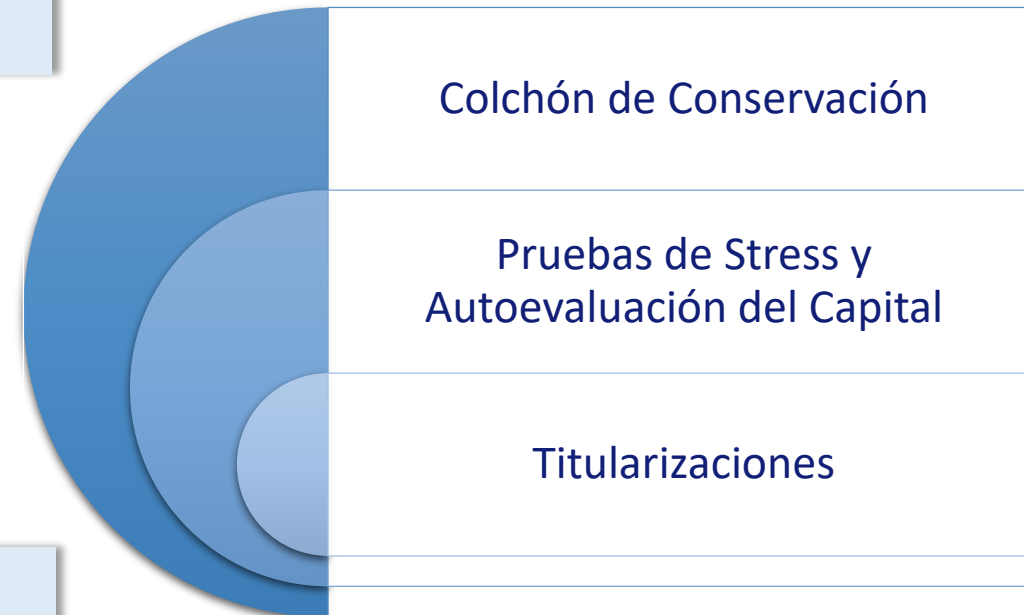 Colchón de Conservación
Pruebas de Stress y
Autoevaluación del Capital
Titularizaciones